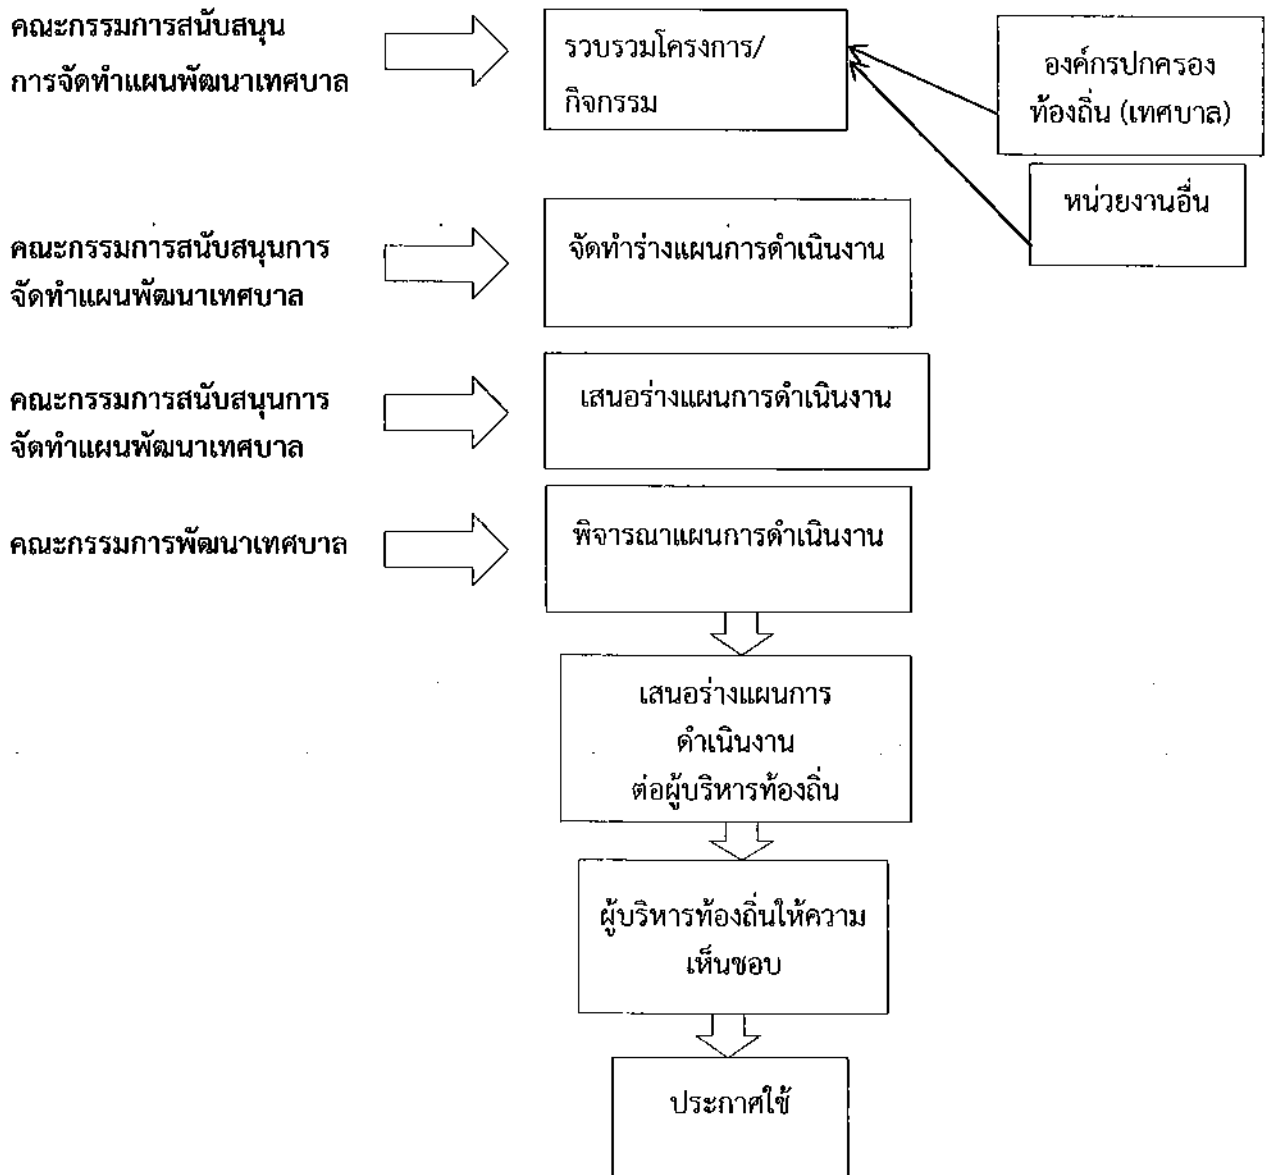 คณะกรรมการสนับสนุน
การจัดทำแผนพัฒนาเทศบาล
รวบรวมโครงการ/
กิจกรรม
องค์กรปกครอง
ท้องถิ่น (เทศบาล)
หน่วยงานอื่น
คณะกรรมการสนับสนุนการ
จัดทำแผนพัฒนาเทศบาล
จัดทำร่างแผนการดำเนินงาน
คณะกรรมการสนับสนุนการ
จัดทำแผนพัฒนาเทศบาล
เสนอร่างแผนการดำเนินงาน
คณะกรรมการพัฒนาเทศบาล
พิจารณาแผนการดำเนินงาน
เสนอร่างแผนการ
ดำเนินงาน
ต่อผู้บริหารท้องถิ่น
ผู้บริหารท้องถิ่นให้ความ
เห็นชอบ
ประกาศใช้